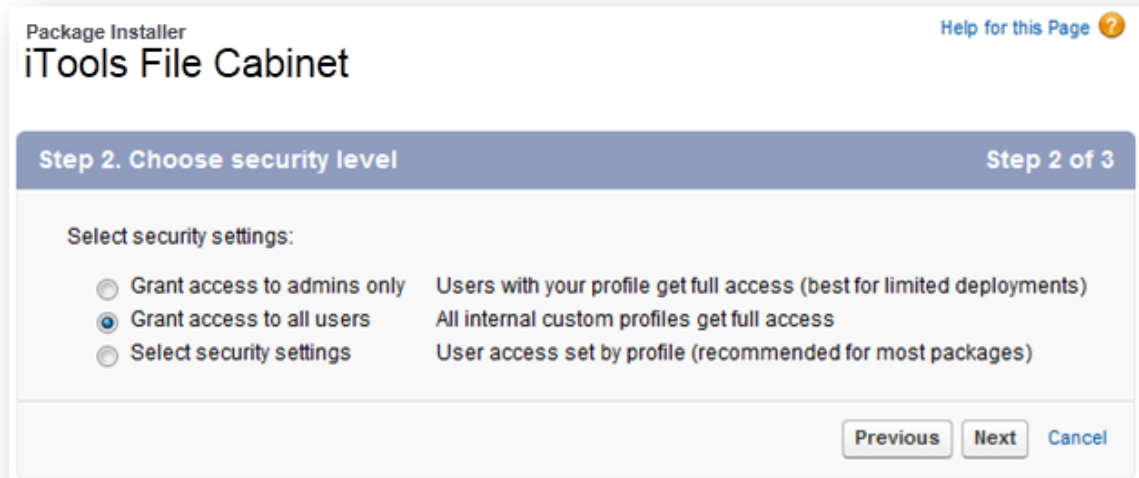 Package Installer
Help for this Page ?
iTools File Cabinet
Step 2. Choose security level Step 2 of 3
Select security settings:
Grant access to admins only Users with your profile get full access (best for limited deployments)
Grant access to all users All internal custom profiles get full access
Select security settings User access set by profile (recommended for most packages)
Previous Next Cancel